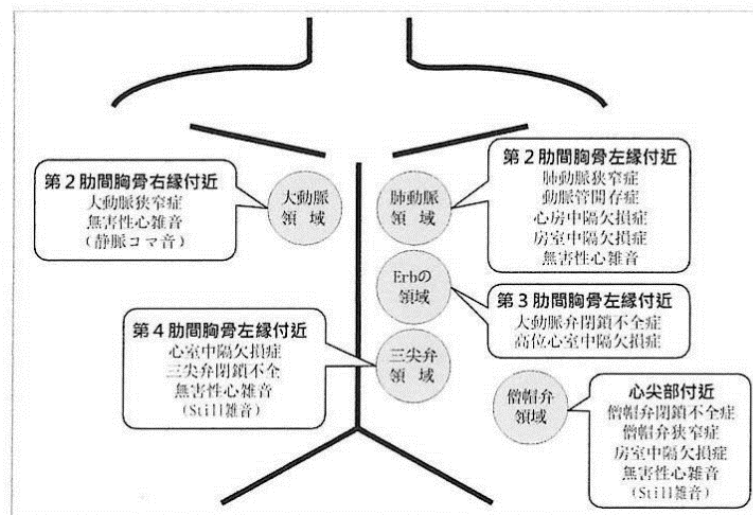 第2肋間胸骨右縁付近
大動脈狭窄症
無害性心雑音
(静脈コマ音)
大動脈
領域
肺動脈
領域
第2肋間胸骨左縁付近
肺動脈狭窄症
動脈管開存症
心房中隔欠損症
房室中隔欠損症
無害性心雑音
Erbの
領域
第3肋間胸骨左縁付近
大動脈弁閉鎖不全症
高位心室中隔欠損症
第4肋間胸骨左縁付近
心室中隔欠損症
三尖弁閉鎖不全
無害性心雑音
(Still雑音)
三尖弁
領域
僧帽弁
領域
心尖部付近
僧帽弁閉鎖不全症
僧帽弁狭窄症
房室中隔欠損症
無害性心雑音
(Still雑音)